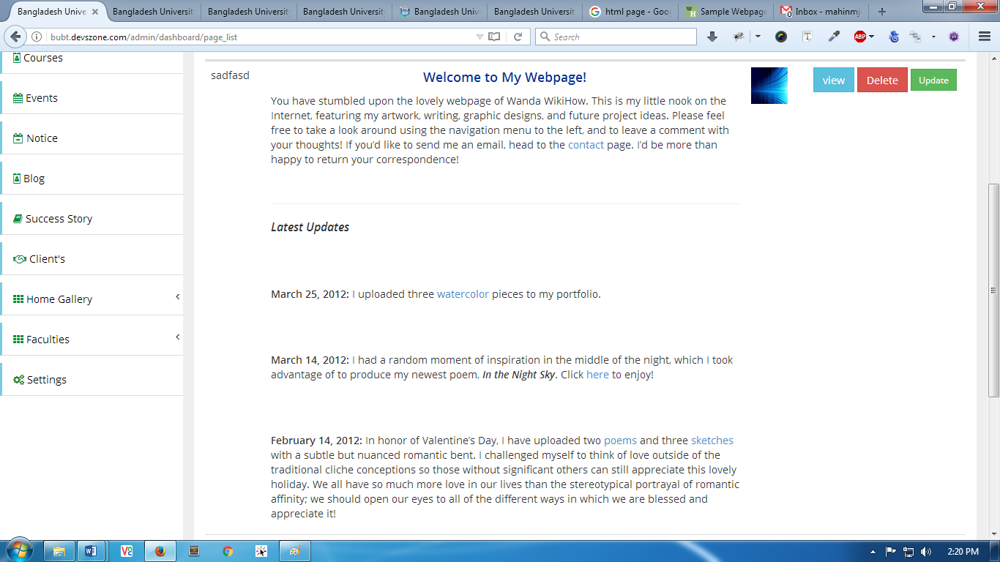 Bangladesh Unive
Bangladesh Universit
Bangladesh Universit
Bangladesh Universit
Bangladesh Unive
Bangladesh Universit
html page - Goo
Sample Webpage
Inbox - mahinmj
bubt.devszone.com/admin/dashboard/page_list
Search
ABP
Courses
Events
Notice
Blog
Success Story
Client's
Home Gallery
Faculties
Settings
sadfasd
Welcome to My Webpage!
You have stumbled upon the lovely webpage of Wanda WikiHow. This is my little nook on the
Internet, featuring my artwork, writing, graphic designs, and future project ideas. Please feel
free to take a look around using the navigation menu to the left, and to leave a comment with
your thoughts! If you’d like to send me an email, head to the contact page. I’d be more than
happy to return your correspondence!
Latest Updates
March 25, 2012: I uploaded three watercolor pieces to my portfolio.
March 14, 2012: I had a random moment of inspiration in the middle of the night, which I took
advantage of to produce my newest poem, In the Night Sky. Click here to enjoy!
February 14, 2012: In honor of Valentine’s Day, I have uploaded two poems and three sketches
with a subtle but nuanced romantic bent. I challenged myself to think of love outside of the
traditional cliche conceptions so those without significant others can still appreciate this lovely
holiday. We all have so much more love in our lives than the stereotypical portrayal of romantic
affinity; we should open our eyes to all of the different ways in which we are blessed and
appreciate it!
view
Delete
Update
2:20 PM